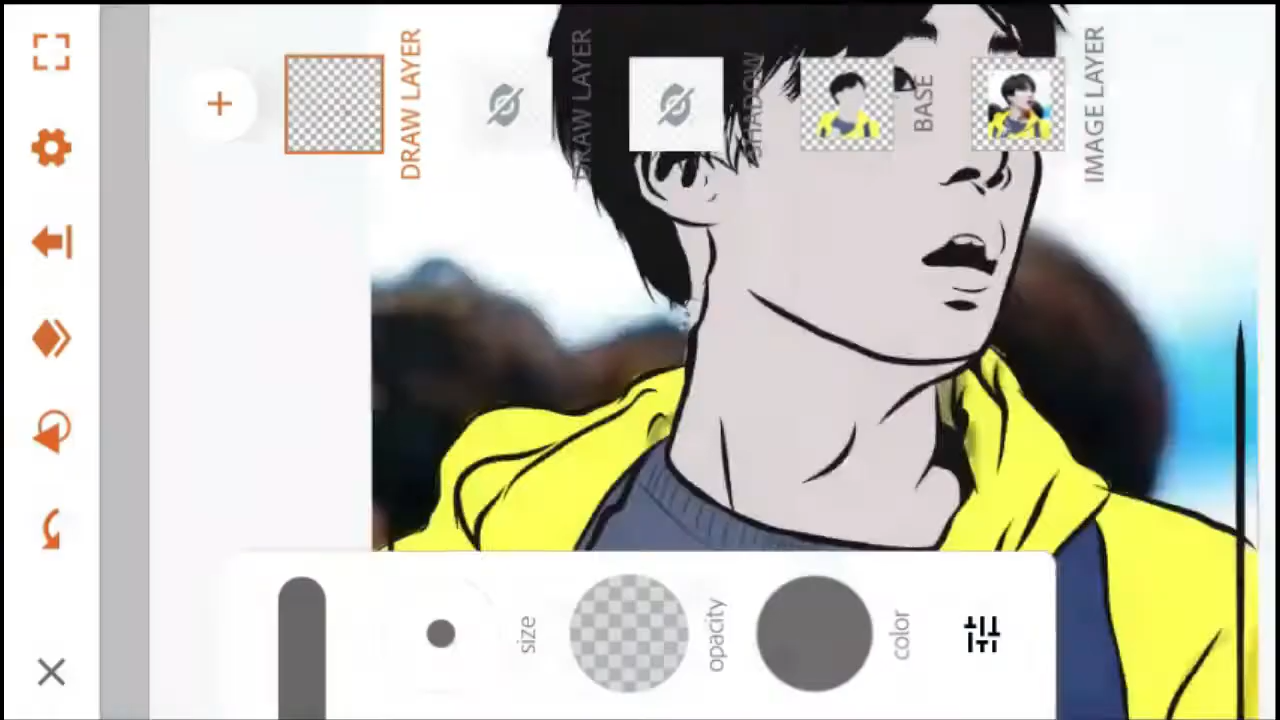 DRAW LAYER
DRAW LAYER
SHADOW
BASE
IMAGE LAYER
size
opacity
color